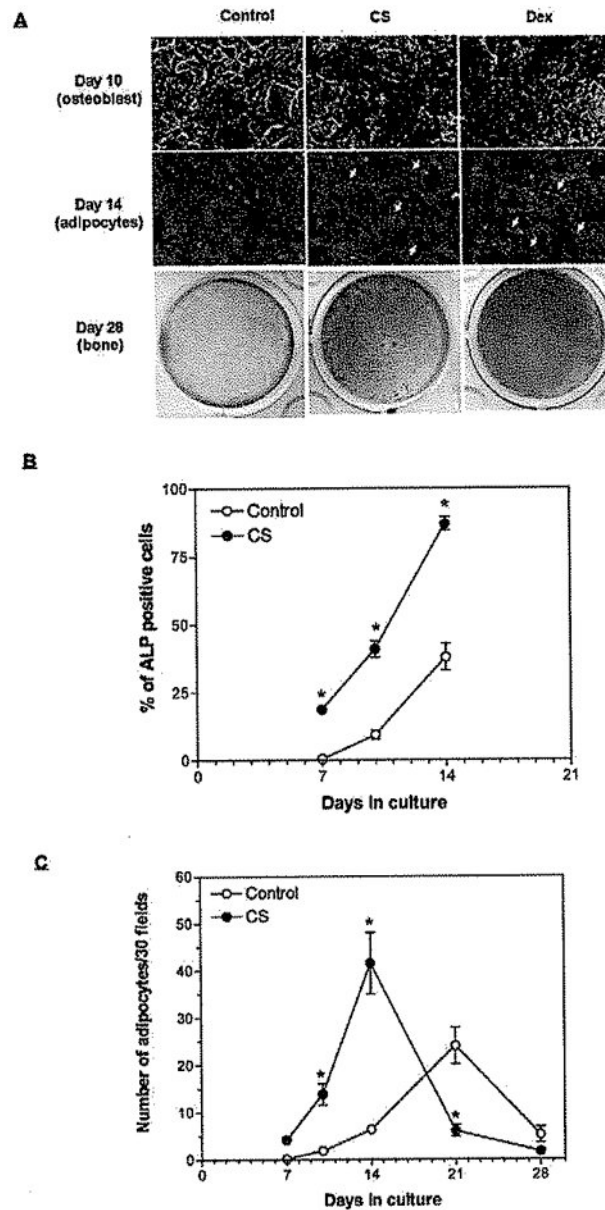 A
Control CS Dex
Day 10
(osteoblast)
Day 14
(adipocytes)
Day 28
(bone)
B
% of ALP positive cells
100
75
50
25
0
Control
CS
*
*
*
0 7 14 21
Days in culture
C
Number of adipocytes/30 fields
60
50
40
30
20
10
0
Control
CS
*
*
*
0 7 14 21 28
Days in culture